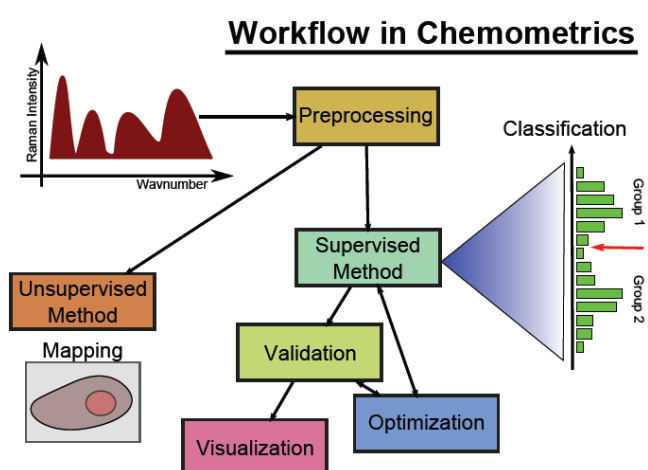 Workflow in Chemometrics
Raman Intensity
Wavnumber
Preprocessing
Classification
Group 1
Group 2
Supervised
Method
Unsupervised
Method
Mapping
Validation
Optimization
Visualization